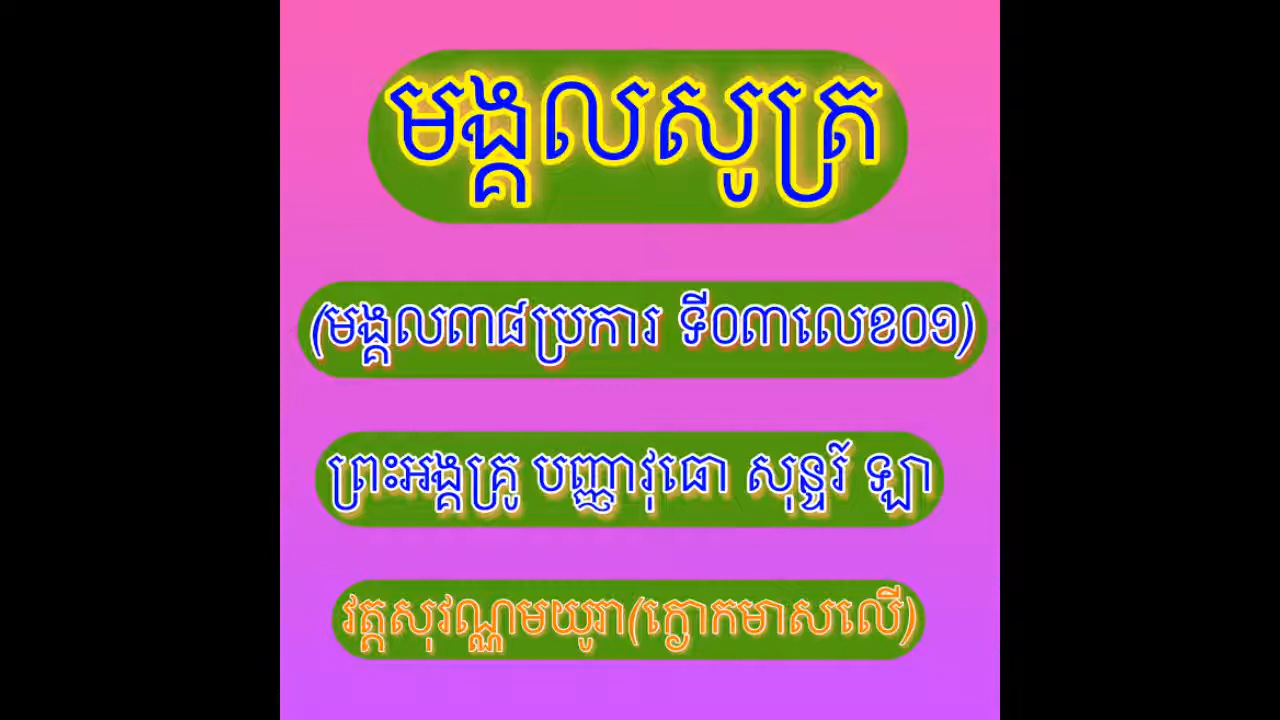 មង្គលសូត្រ
(មង្គល៣៨ប្រការ ទី០៣លេខ០១)
ព្រះអង្គគ្រូ បញ្ញាវុធោ សុន្ទរ៍ ឡា
វត្តសុវណ្ណមយូរា(ក្ងោកមាសលើ)